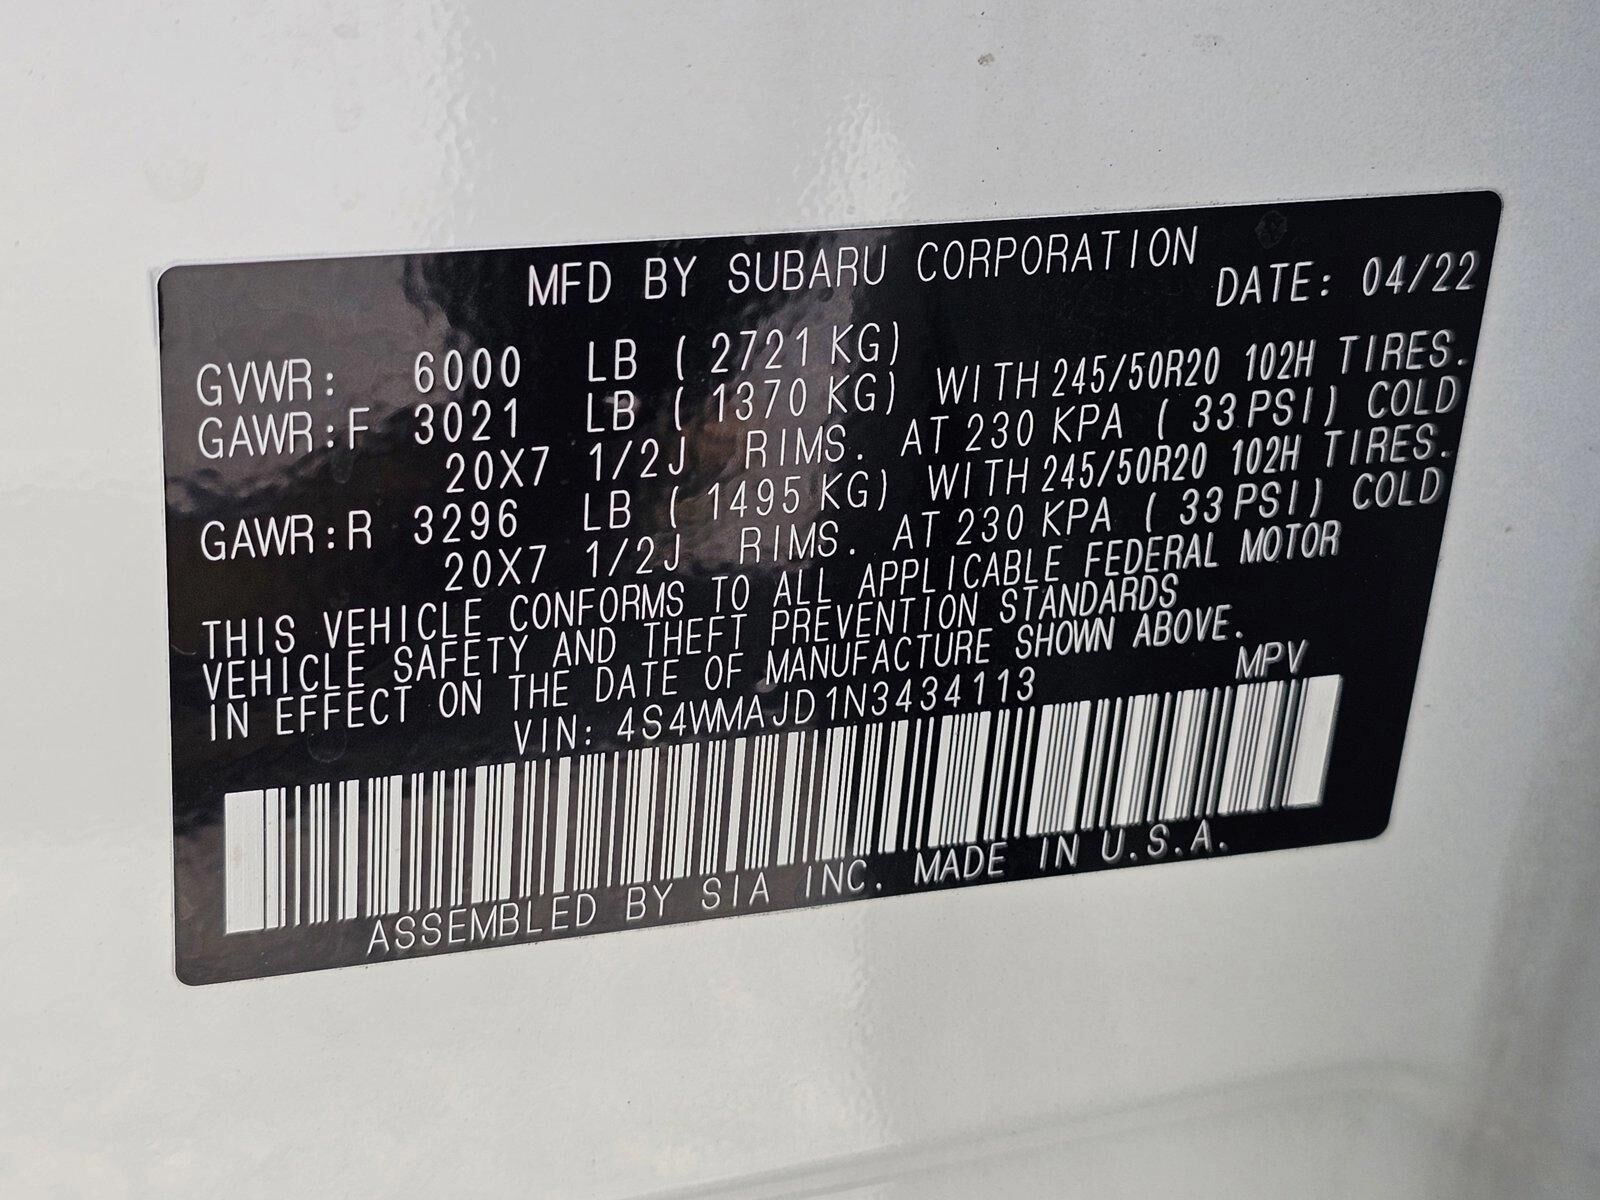 MFD BY SUBARU CORPORATION
DATE: 04/22
GVWR: 6000 LB ( 2721 KG)
GAWR:F 3021 LB ( 1370 KG) WITH 245/50R20 102H TIRES.
20X7 1/2J RIMS. AT 230 KPA ( 33 PSI) COLD
GAWR:R 3296 LB ( 1495 KG) WITH 245/50R20 102H TIRES.
20X7 1/2J RIMS. AT 230 KPA ( 33 PSI) COLD
THIS VEHICLE CONFORMS TO ALL APPLICABLE FEDERAL MOTOR
VEHICLE SAFETY AND THEFT PREVENTION STANDARDS
IN EFFECT ON THE DATE OF MANUFACTURE SHOWN ABOVE.
VIN: 4S4WMAJD1N3434113 MPV
ASSEMBLED BY SIA INC. MADE IN U.S.A.